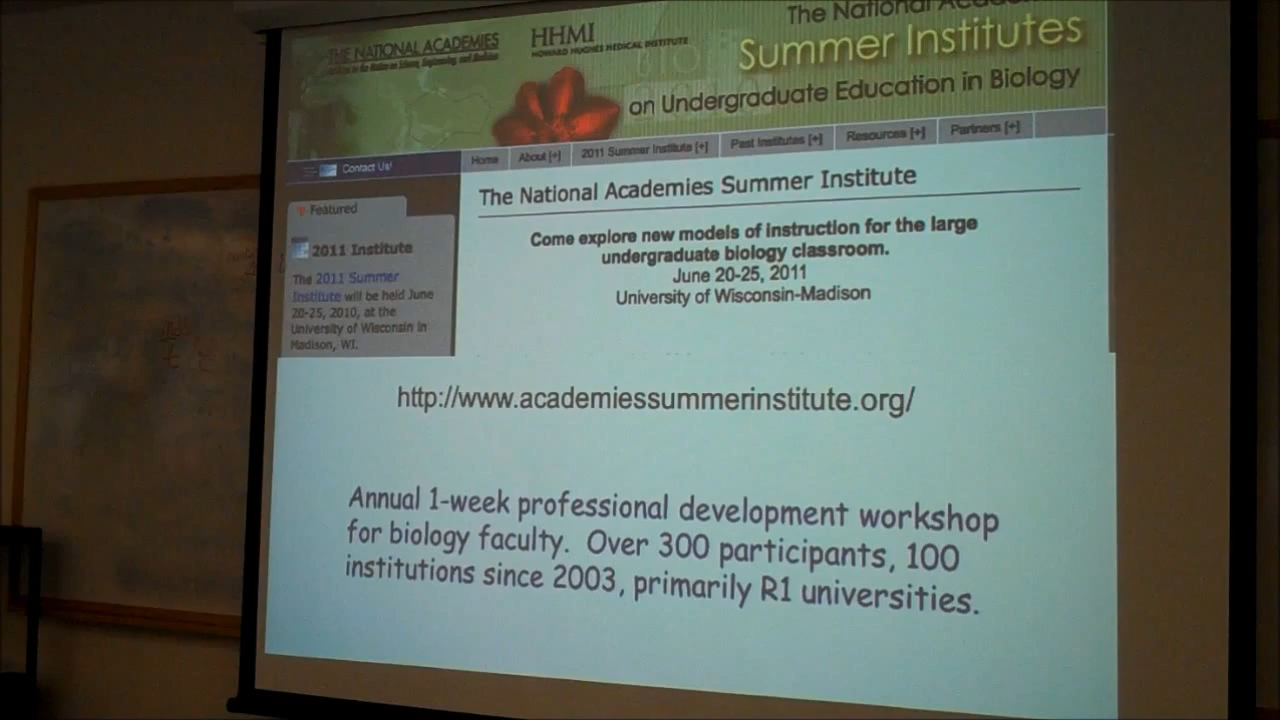 THE NATIONAL ACADEMIES
HHMI
HOWARD HUGHES MEDICAL INSTITUTE
The National
Summer Institutes
on Undergraduate Education in Biology
Contact Us!
Home About [+] 2011 Summer Institute [+] Past Institutes [+] Resources [+] Partners [+]
Featured
2011 Institute
The 2011 Summer
Institute will be held June
20-25, 2010, at the
University of Wisconsin in
Madison, WI.
The National Academies Summer Institute
Come explore new models of instruction for the large
undergraduate biology classroom.
June 20-25, 2011
University of Wisconsin-Madison
http://www.academiessummerinstitute.org/
Annual 1-week professional development workshop
for biology faculty. Over 300 participants, 100
institutions since 2003, primarily R1 universities.